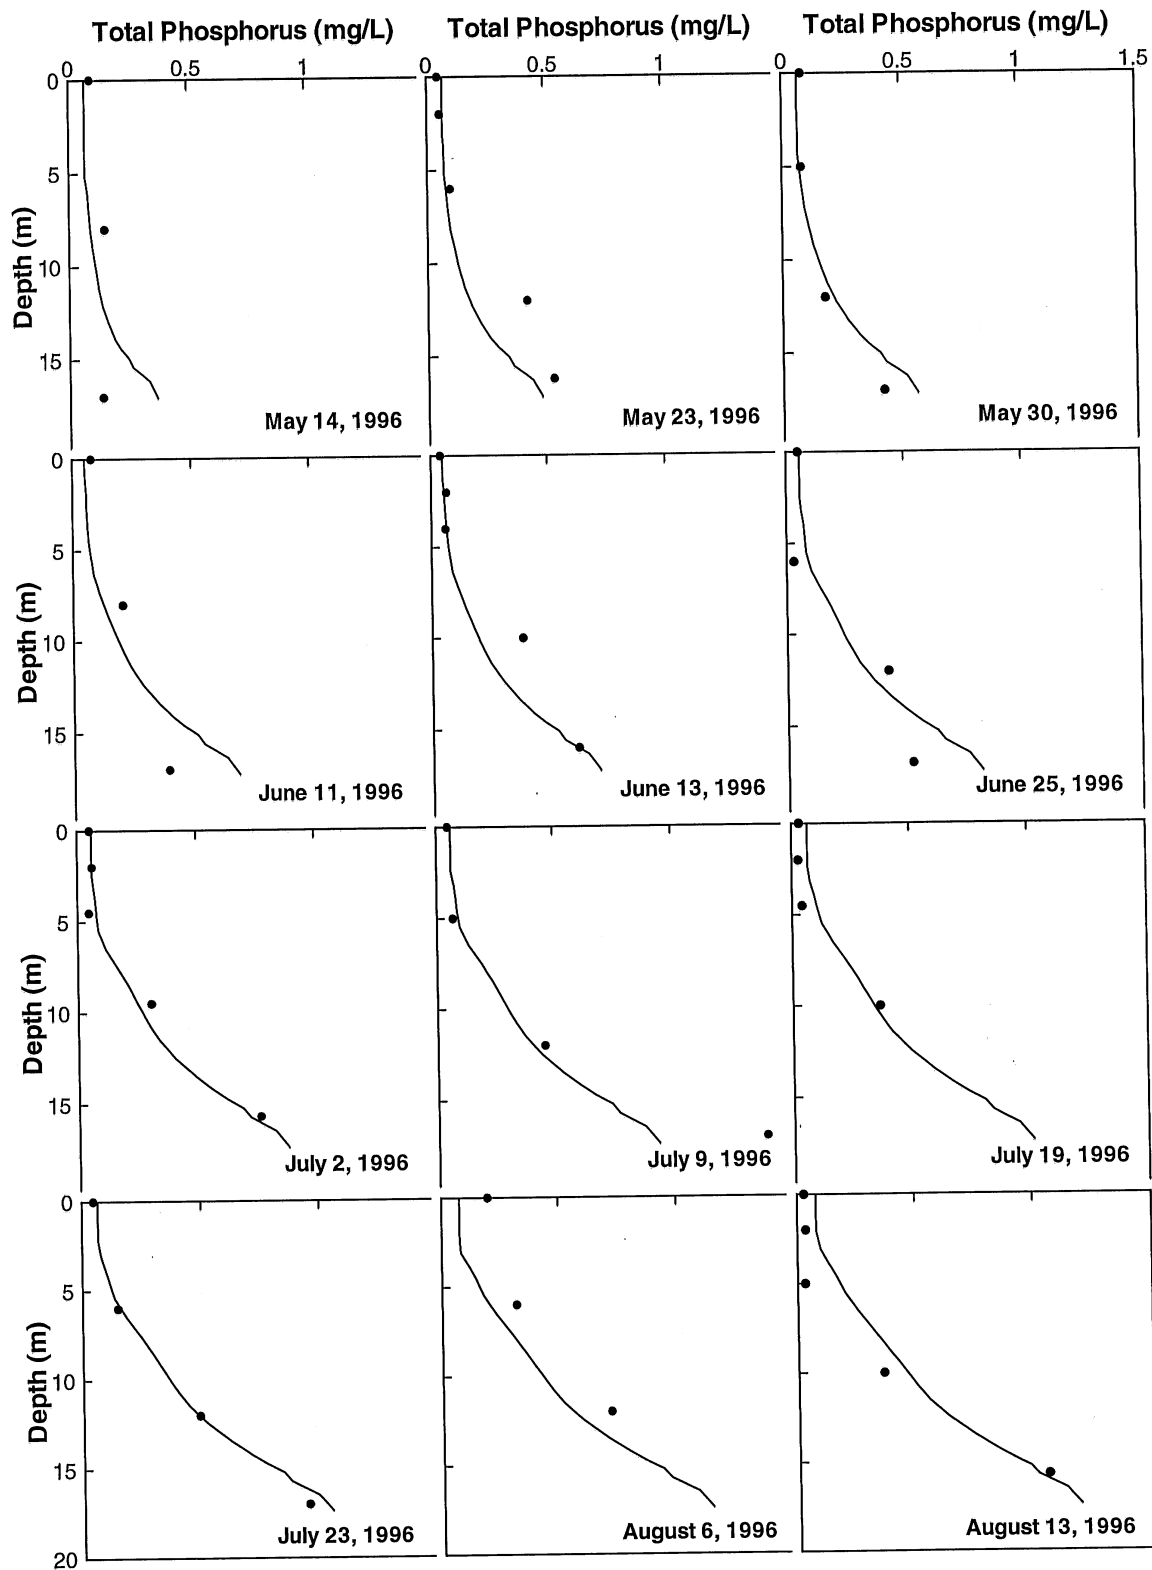 Total Phosphorus (mg/L) Total Phosphorus (mg/L) Total Phosphorus (mg/L)
0 0.5 1 0 0.5 1 0 0.5 1 1.5
0
5
10
15
Depth (m)
May 14, 1996 May 23, 1996 May 30, 1996
0
5
10
15
Depth (m)
June 11, 1996 June 13, 1996 June 25, 1996
0
5
10
15
Depth (m)
July 2, 1996 July 9, 1996 July 19, 1996
0
5
10
15
20
Depth (m)
July 23, 1996 August 6, 1996 August 13, 1996